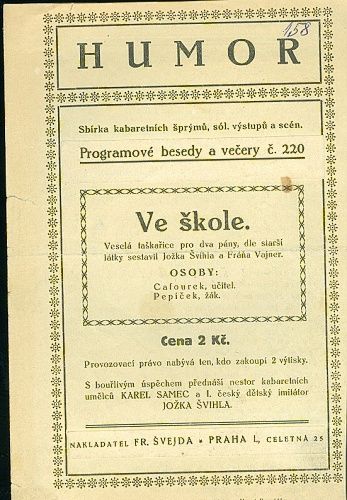 158
HUMOR
Sbírka kabaretních šprýmů, sól. výstupů a scén.
Programové besedy a večery č. 220
Ve škole.
Veselá taškařice pro dva pány, dle starší
látky sestavil Jožka Švíhla a Fráňa Vajner.
OSOBY:
Cafourek, učitel.
Pepíček, žák.
Cena 2 Kč.
Provozovací právo nabývá ten, kdo zakoupí 2 výtisky.
S bouřlivým úspěchem přednáší nestor kabaretních
umělců KAREL SAMEC a I. český dětský imitátor
JOŽKA ŠVIHLA.
NAKLADATEL FR. ŠVEJDA * PRAHA I., CELETNÁ 25